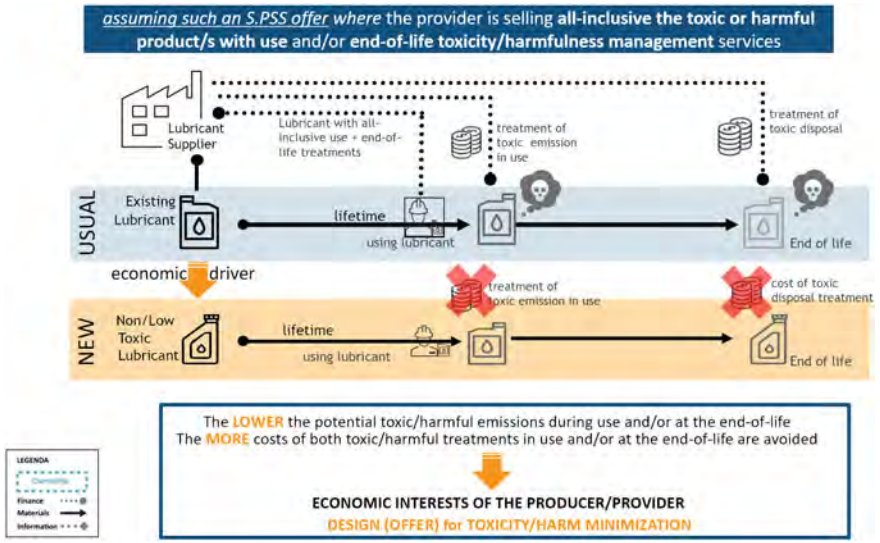 assuming such an S.PSS offer where the provider is selling all-inclusive the toxic or harmful
product/s with use and/or end-of-life toxicity/harmfulness management services
Lubricant
Supplier
Lubricant with all-
inclusive use + end-of-
life treatments
treatment of
toxic emission
in use
treatment of
toxic disposal
USUAL
Existing
Lubricant
lifetime
using lubricant
End of life
economic driver
treatment of
toxic emission in use
cost of toxic
disposal treatment
NEW
Non/Low
Toxic
Lubricant
lifetime
using lubricant
End of life
The LOWER the potential toxic/harmful emissions during use and/or at the end-of-life
The MORE costs of both toxic/harmful treatments in use and/or at the end-of-life are avoided
ECONOMIC INTERESTS OF THE PRODUCER/PROVIDER
DESIGN (OFFER) for TOXICITY/HARM MINIMIZATION
LEGENDA
Ownership
Finance
Materials
Information